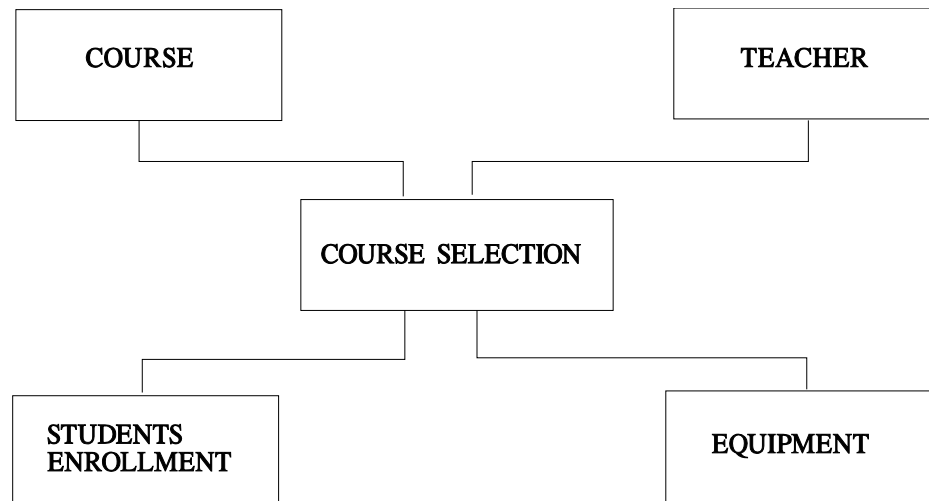 COURSE
TEACHER
COURSE SELECTION
STUDENTS
ENROLLMENT
EQUIPMENT